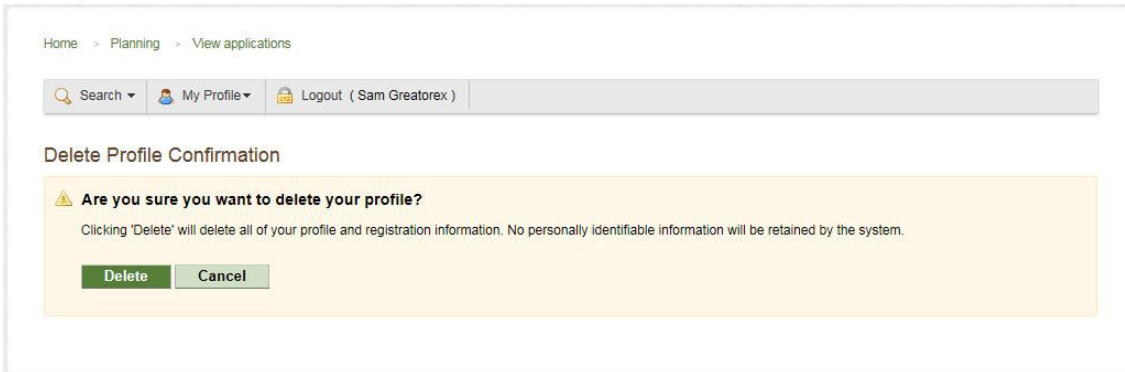 Home > Planning > View applications
Search My Profile Logout ( Sam Greatorex )
Delete Profile Confirmation
Are you sure you want to delete your profile?
Clicking 'Delete' will delete all of your profile and registration information. No personally identifiable information will be retained by the system.
Delete Cancel